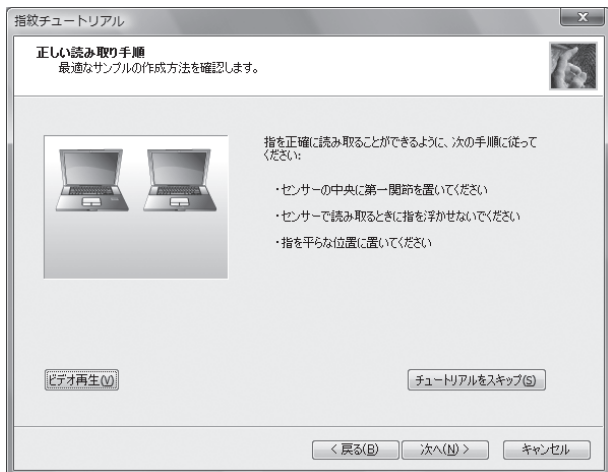 指紋チュートリアル
正しい読み取り手順
最適なサンプルの作成方法を確認します。
指を正確に読み取ることができるように、次の手順に従って
ください:
・センサーの中央に第一関節を置いてください
・センサーで読み取るときに指を浮かせないでください
・指を平らな位置に置いてください
ビデオ再生(V)
チュートリアルをスキップ(S)
< 戻る(B)
次へ(N) >
キャンセル